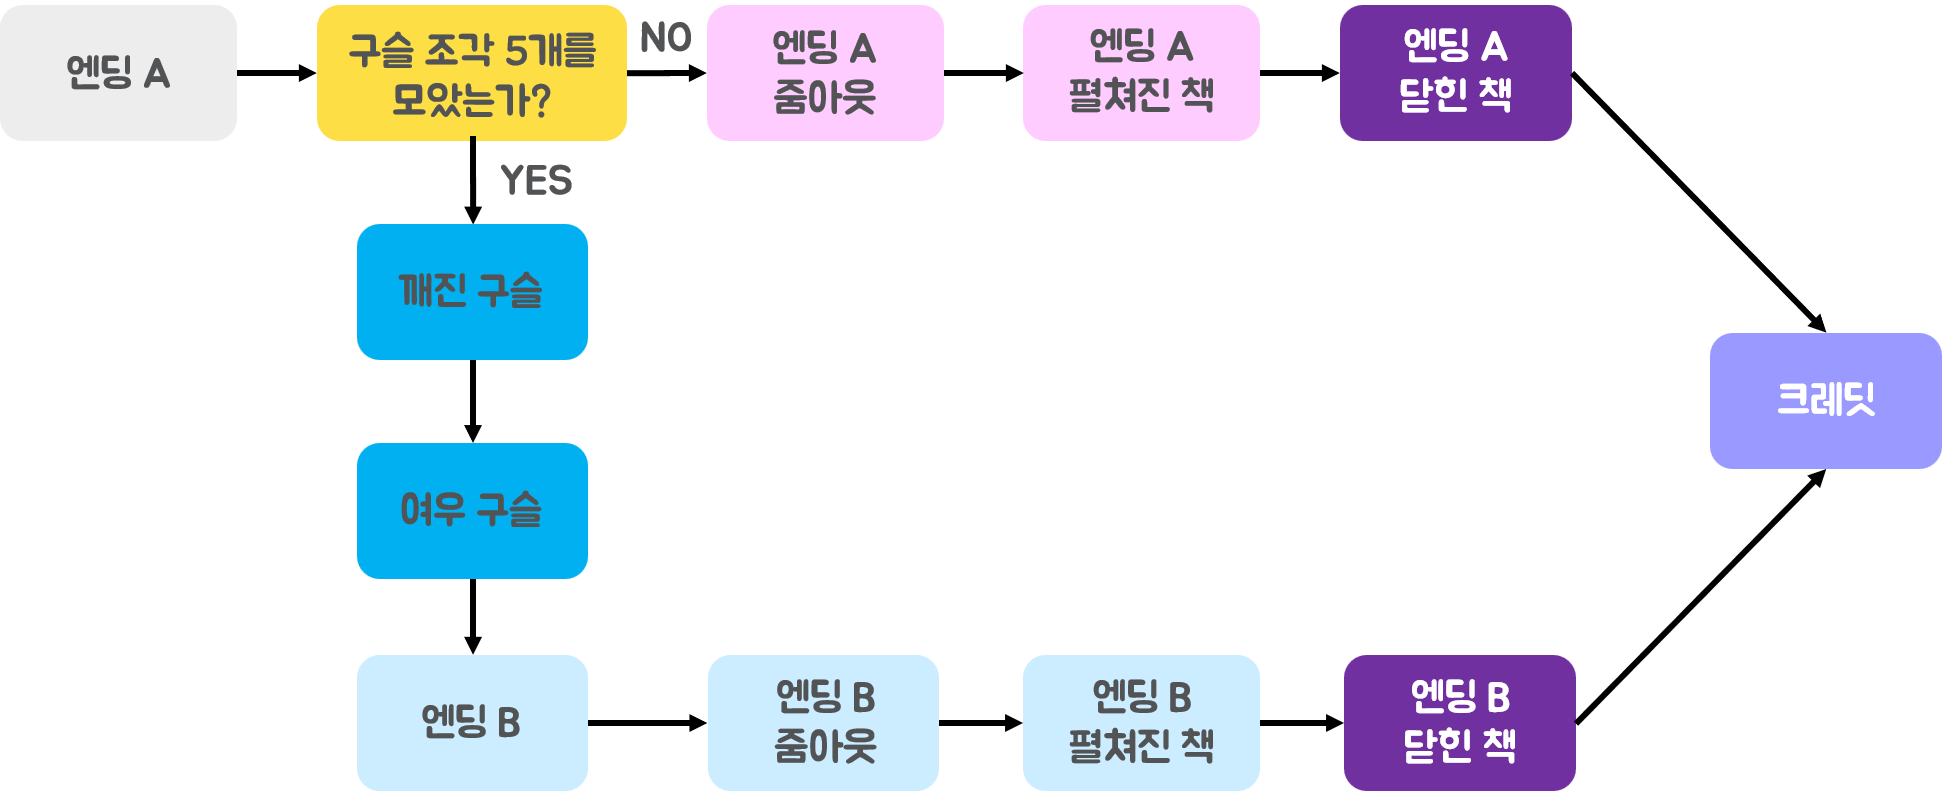 엔딩 A
구슬 조각 5개를
모았는가?
NO
엔딩 A
줌아웃
엔딩 A
펼쳐진 책
엔딩 A
닫힌 책
YES
깨진 구슬
크레딧
여우 구슬
엔딩 B
엔딩 B
줌아웃
엔딩 B
펼쳐진 책
엔딩 B
닫힌 책